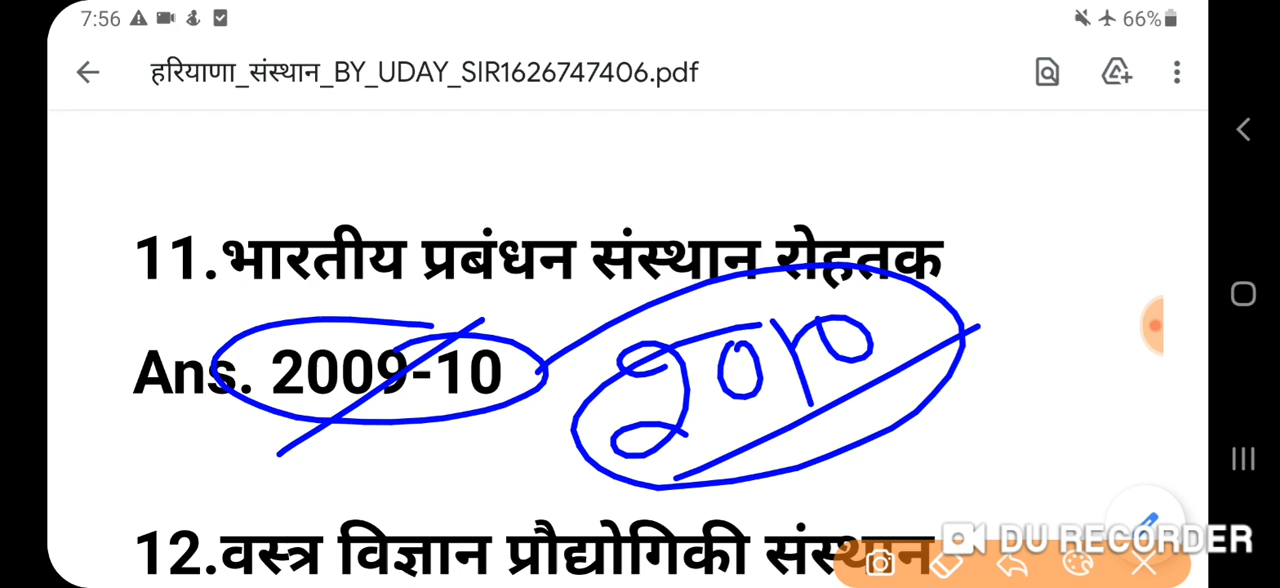 7:56 66%
हरियाणा_संस्थान_BY_UDAY_SIR1626747406.pdf
11.भारतीय प्रबंधन संस्थान रोहतक
Ans. 2009-10 2010
12.वस्त्र विज्ञान प्रौद्योगिकी संस्थान
DU RECORDER